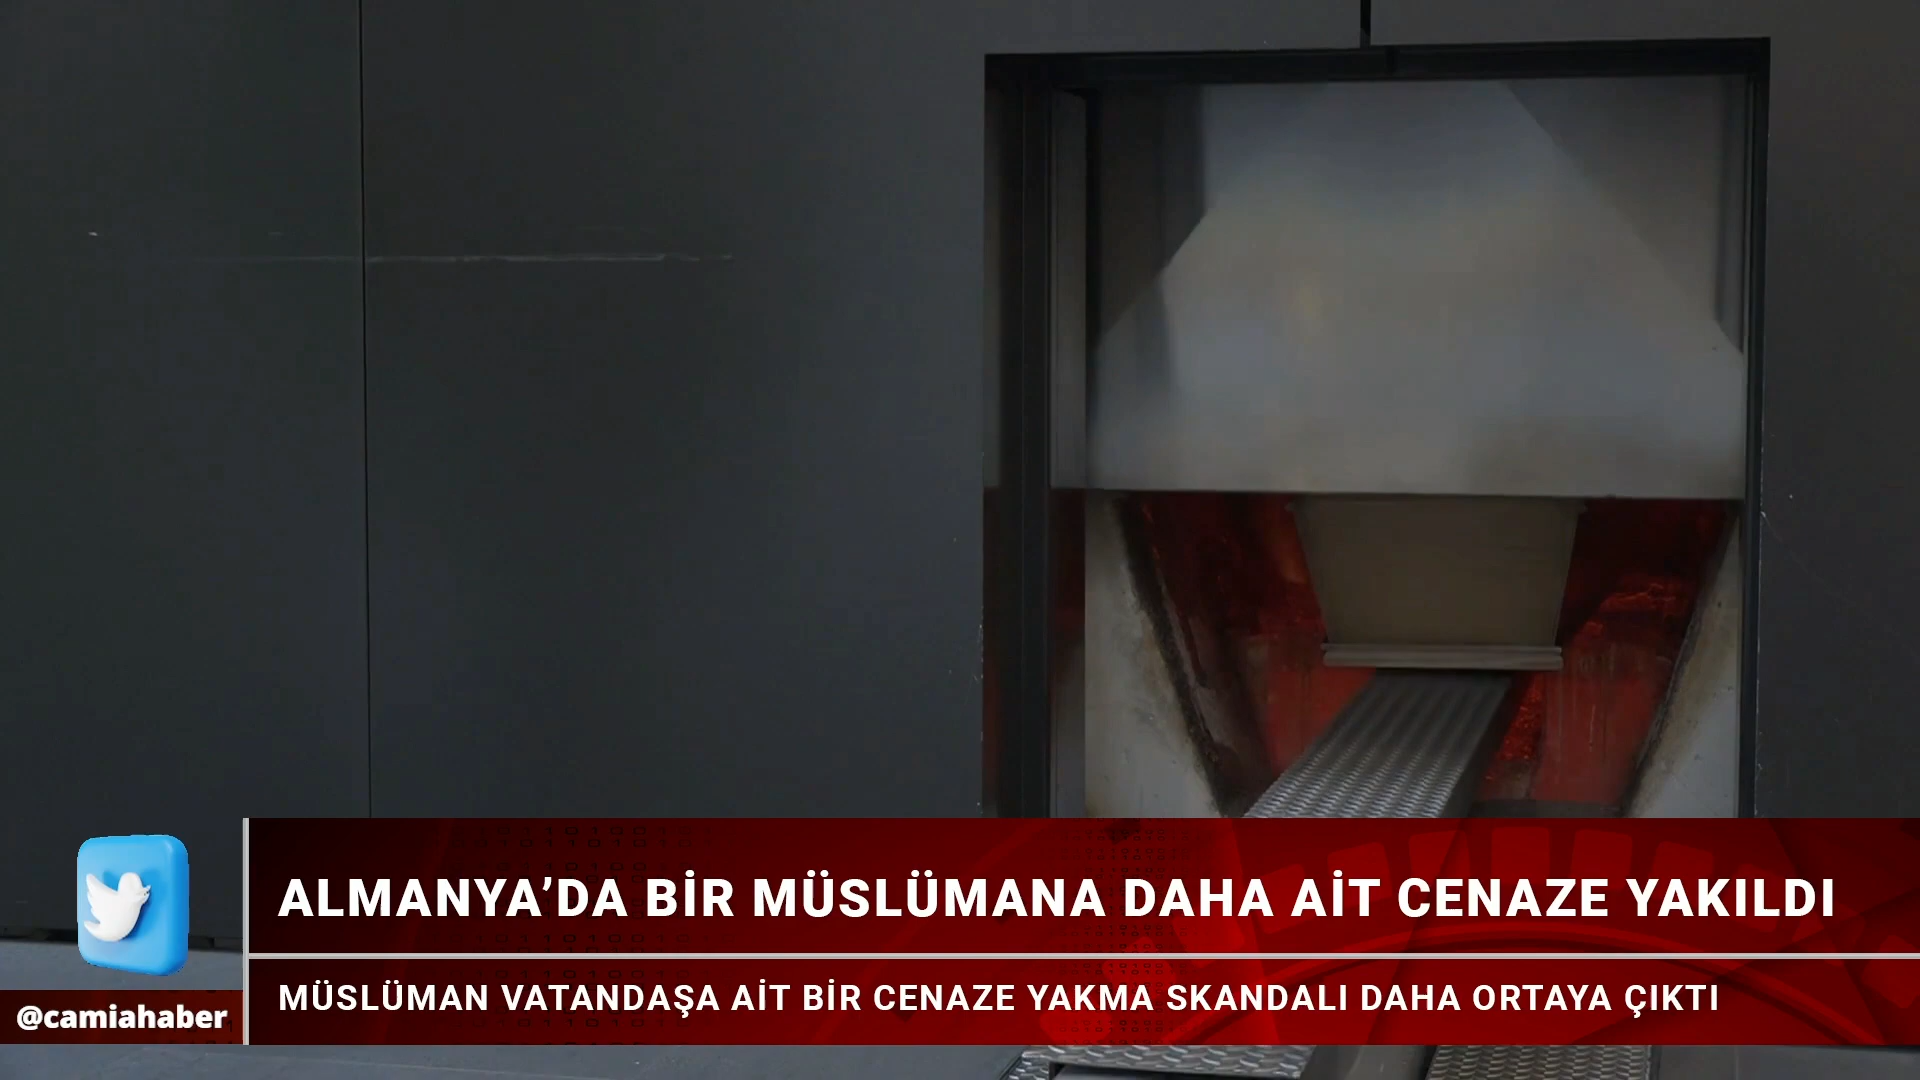 ALMANYA’DA BİR MÜSLÜMANA DAHA AİT CENAZE YAKILDI
MÜSLÜMAN VATANDAŞA AİT BİR CENAZE YAKMA SKANDALI DAHA ORTAYA ÇIKTI
@camiahaber